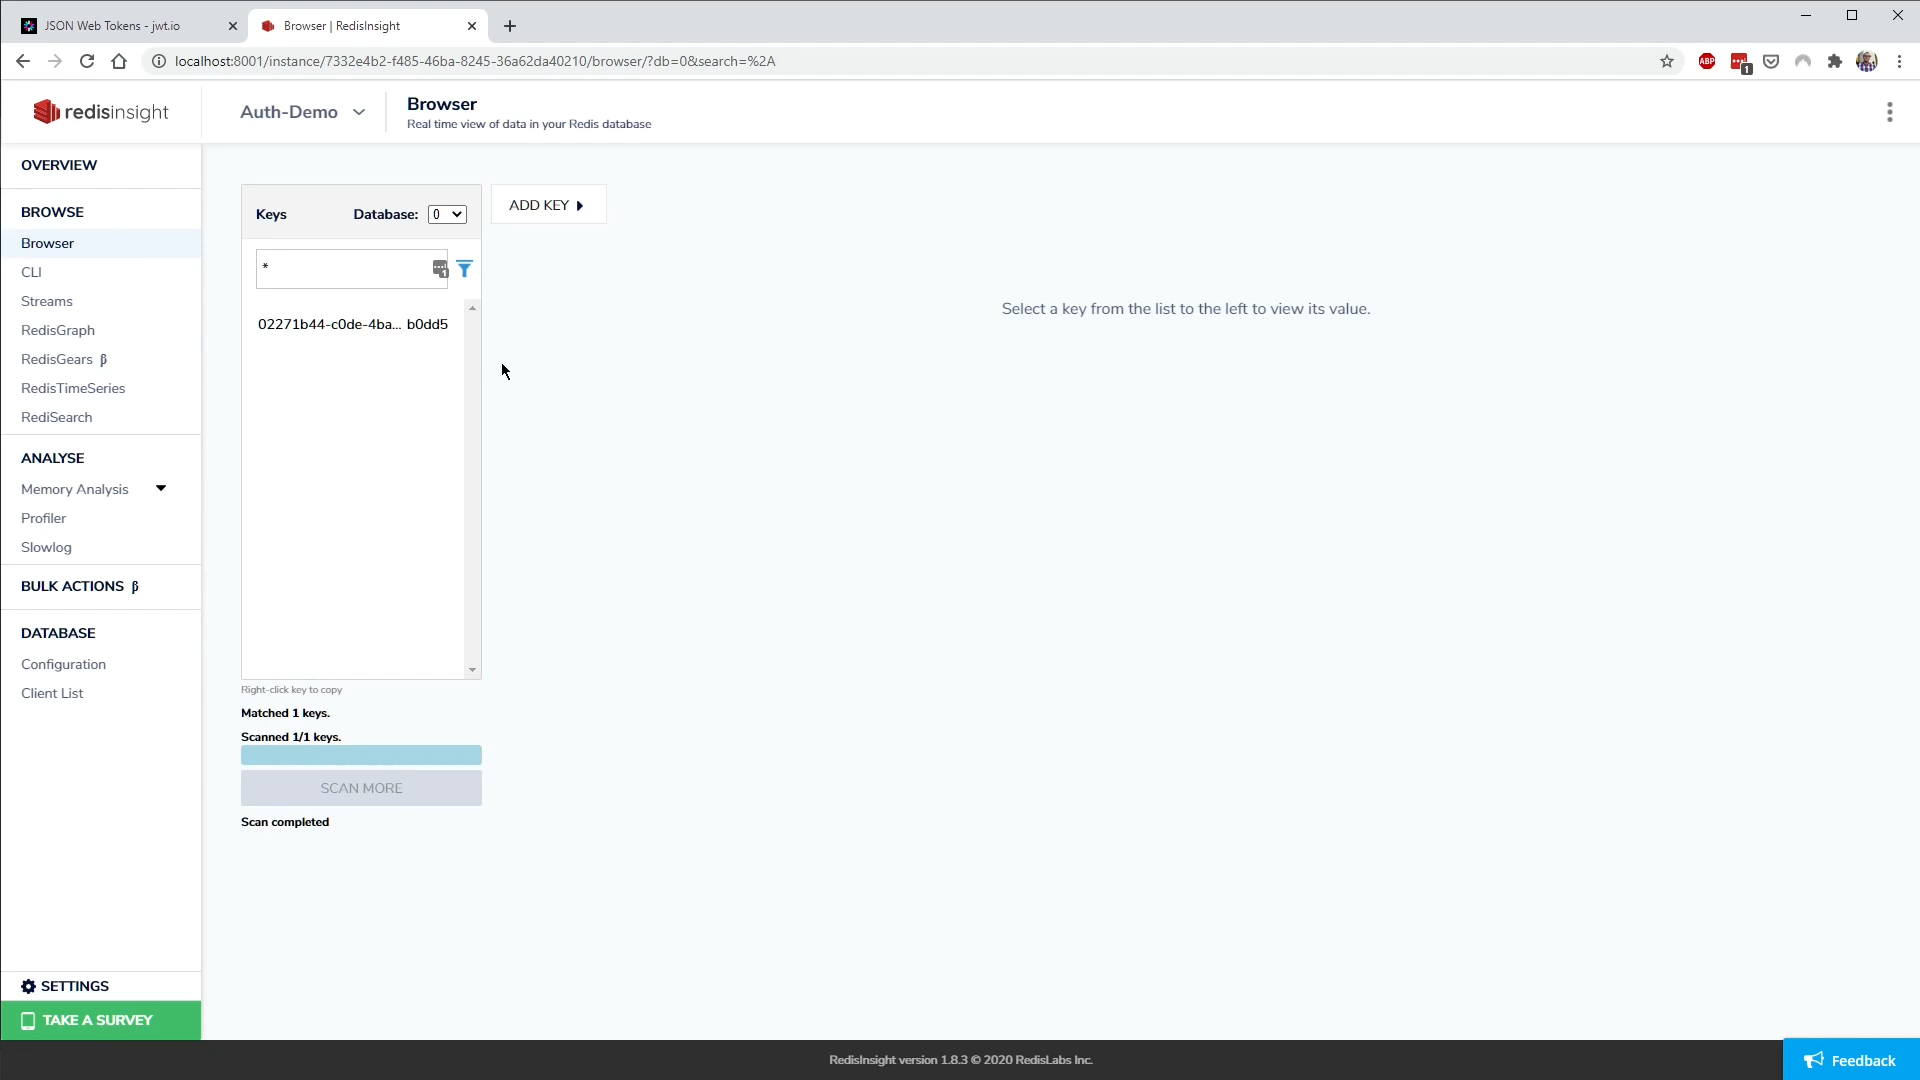 JSON Web Tokens - jwt.io
Browser | RedisInsight
localhost:8001/instance/7332e4b2-f485-46ba-8245-36a62da40210/browser/?db=0&search=%2A
ABP
1
redisinsight
Auth-Demo
Browser
Real time view of data in your Redis database
OVERVIEW
BROWSE
Browser
CLI
Streams
RedisGraph
RedisGears β
RedisTimeSeries
RediSearch
ANALYSE
Memory Analysis
Profiler
Slowlog
BULK ACTIONS β
DATABASE
Configuration
Client List
SETTINGS
TAKE A SURVEY
Keys
Database: 0
*
1
02271b44-c0de-4ba... b0dd5
Right-click key to copy
Matched 1 keys.
Scanned 1/1 keys.
SCAN MORE
Scan completed
ADD KEY
Select a key from the list to the left to view its value.
RedisInsight version 1.8.3 © 2020 RedisLabs Inc.
Feedback